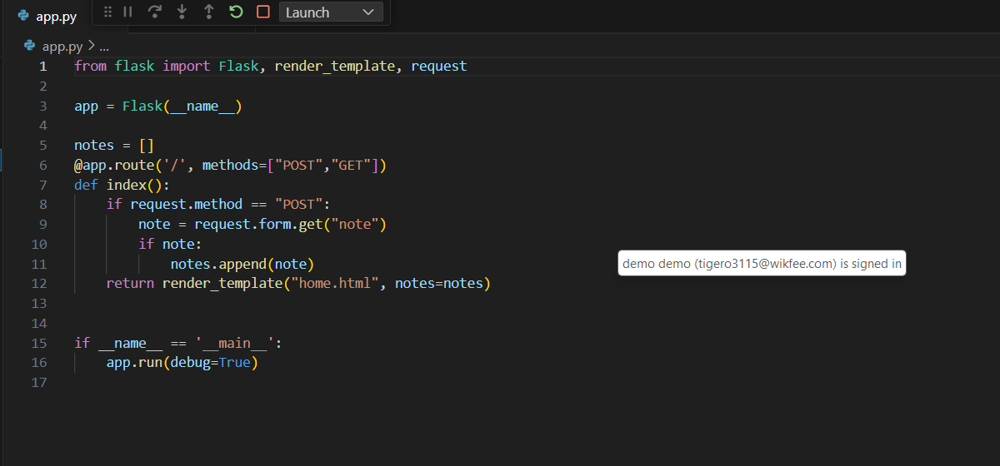 app.py
Launch
app.py > ...
1 from flask import Flask, render_template, request
2
3 app = Flask(__name__)
4
5 notes = []
6 @app.route('/', methods=["POST","GET"])
7 def index():
8     if request.method == "POST":
9         note = request.form.get("note")
10         if note:
11             notes.append(note)
demo demo (tigero3115@wikfee.com) is signed in
12     return render_template("home.html", notes=notes)
13
14
15 if __name__ == '__main__':
16     app.run(debug=True)
17